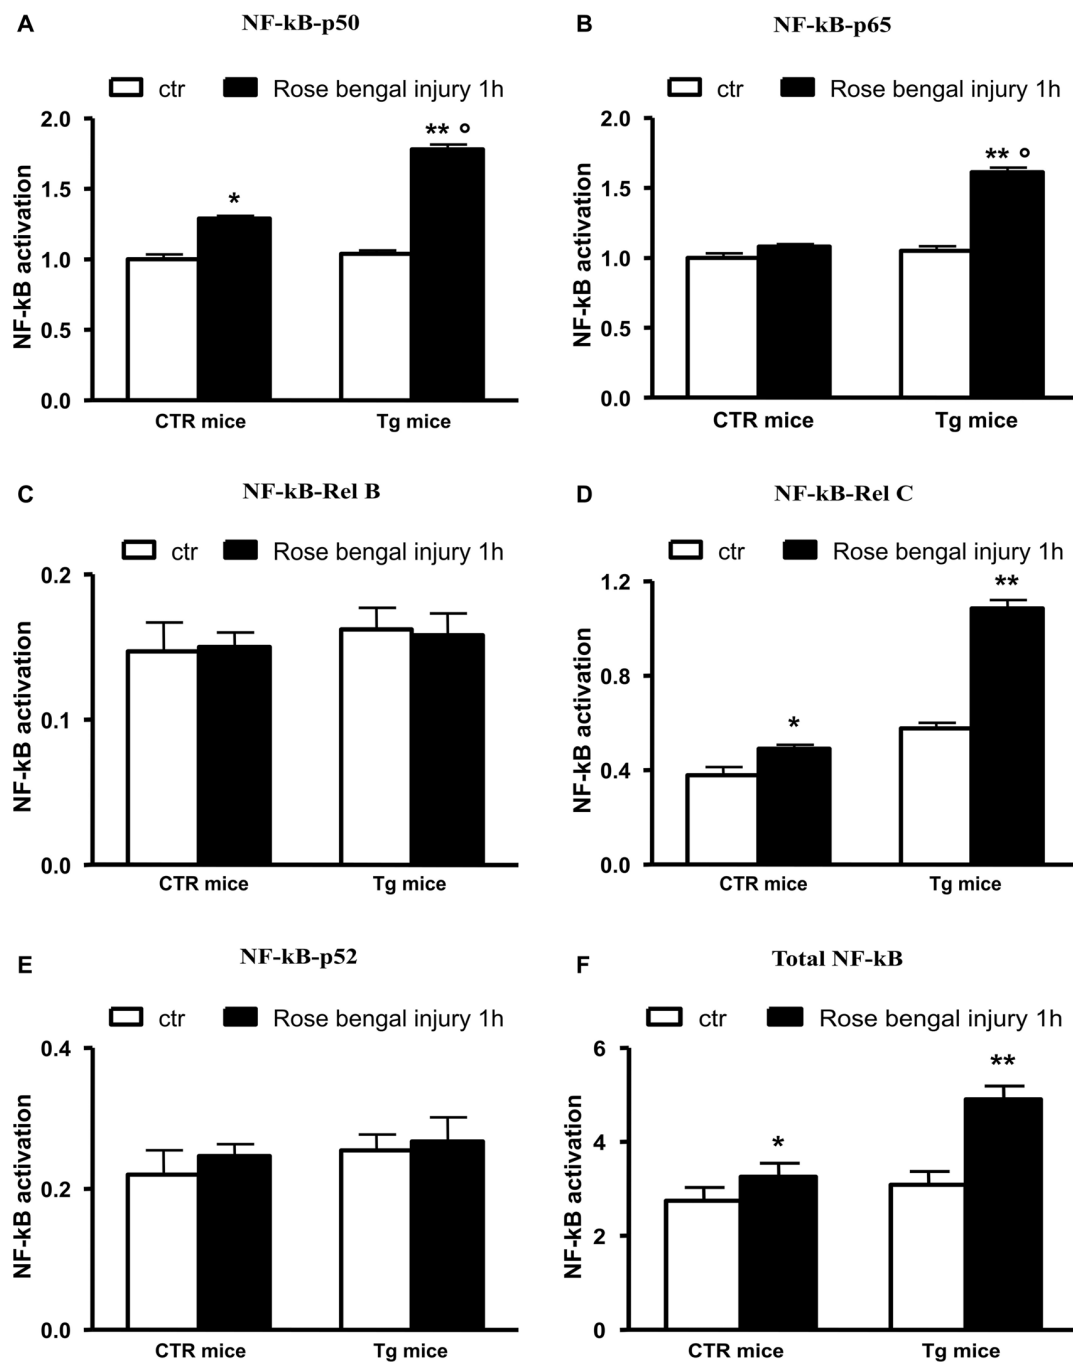 A
NF-kB-p50
ctr Rose bengal injury 1h
NF-kB activation
2.0
1.5
1.0
0.5
0.0
*
** °
CTR mice Tg mice
B
NF-kB-p65
ctr Rose bengal injury 1h
NF-kB activation
2.0
1.5
1.0
0.5
0.0
** °
CTR mice Tg mice
C
NF-kB-Rel B
ctr Rose bengal injury 1h
NF-kB activation
0.2
0.1
0.0
CTR mice Tg mice
D
NF-kB-Rel C
ctr Rose bengal injury 1h
NF-kB activation
1.2
0.8
0.4
0.0
*
**
CTR mice Tg mice
E
NF-kB-p52
ctr Rose bengal injury 1h
NF-kB activation
0.4
0.2
0.0
CTR mice Tg mice
F
Total NF-kB
ctr Rose bengal injury 1h
NF-kB activation
6
4
2
0
*
**
CTR mice Tg mice